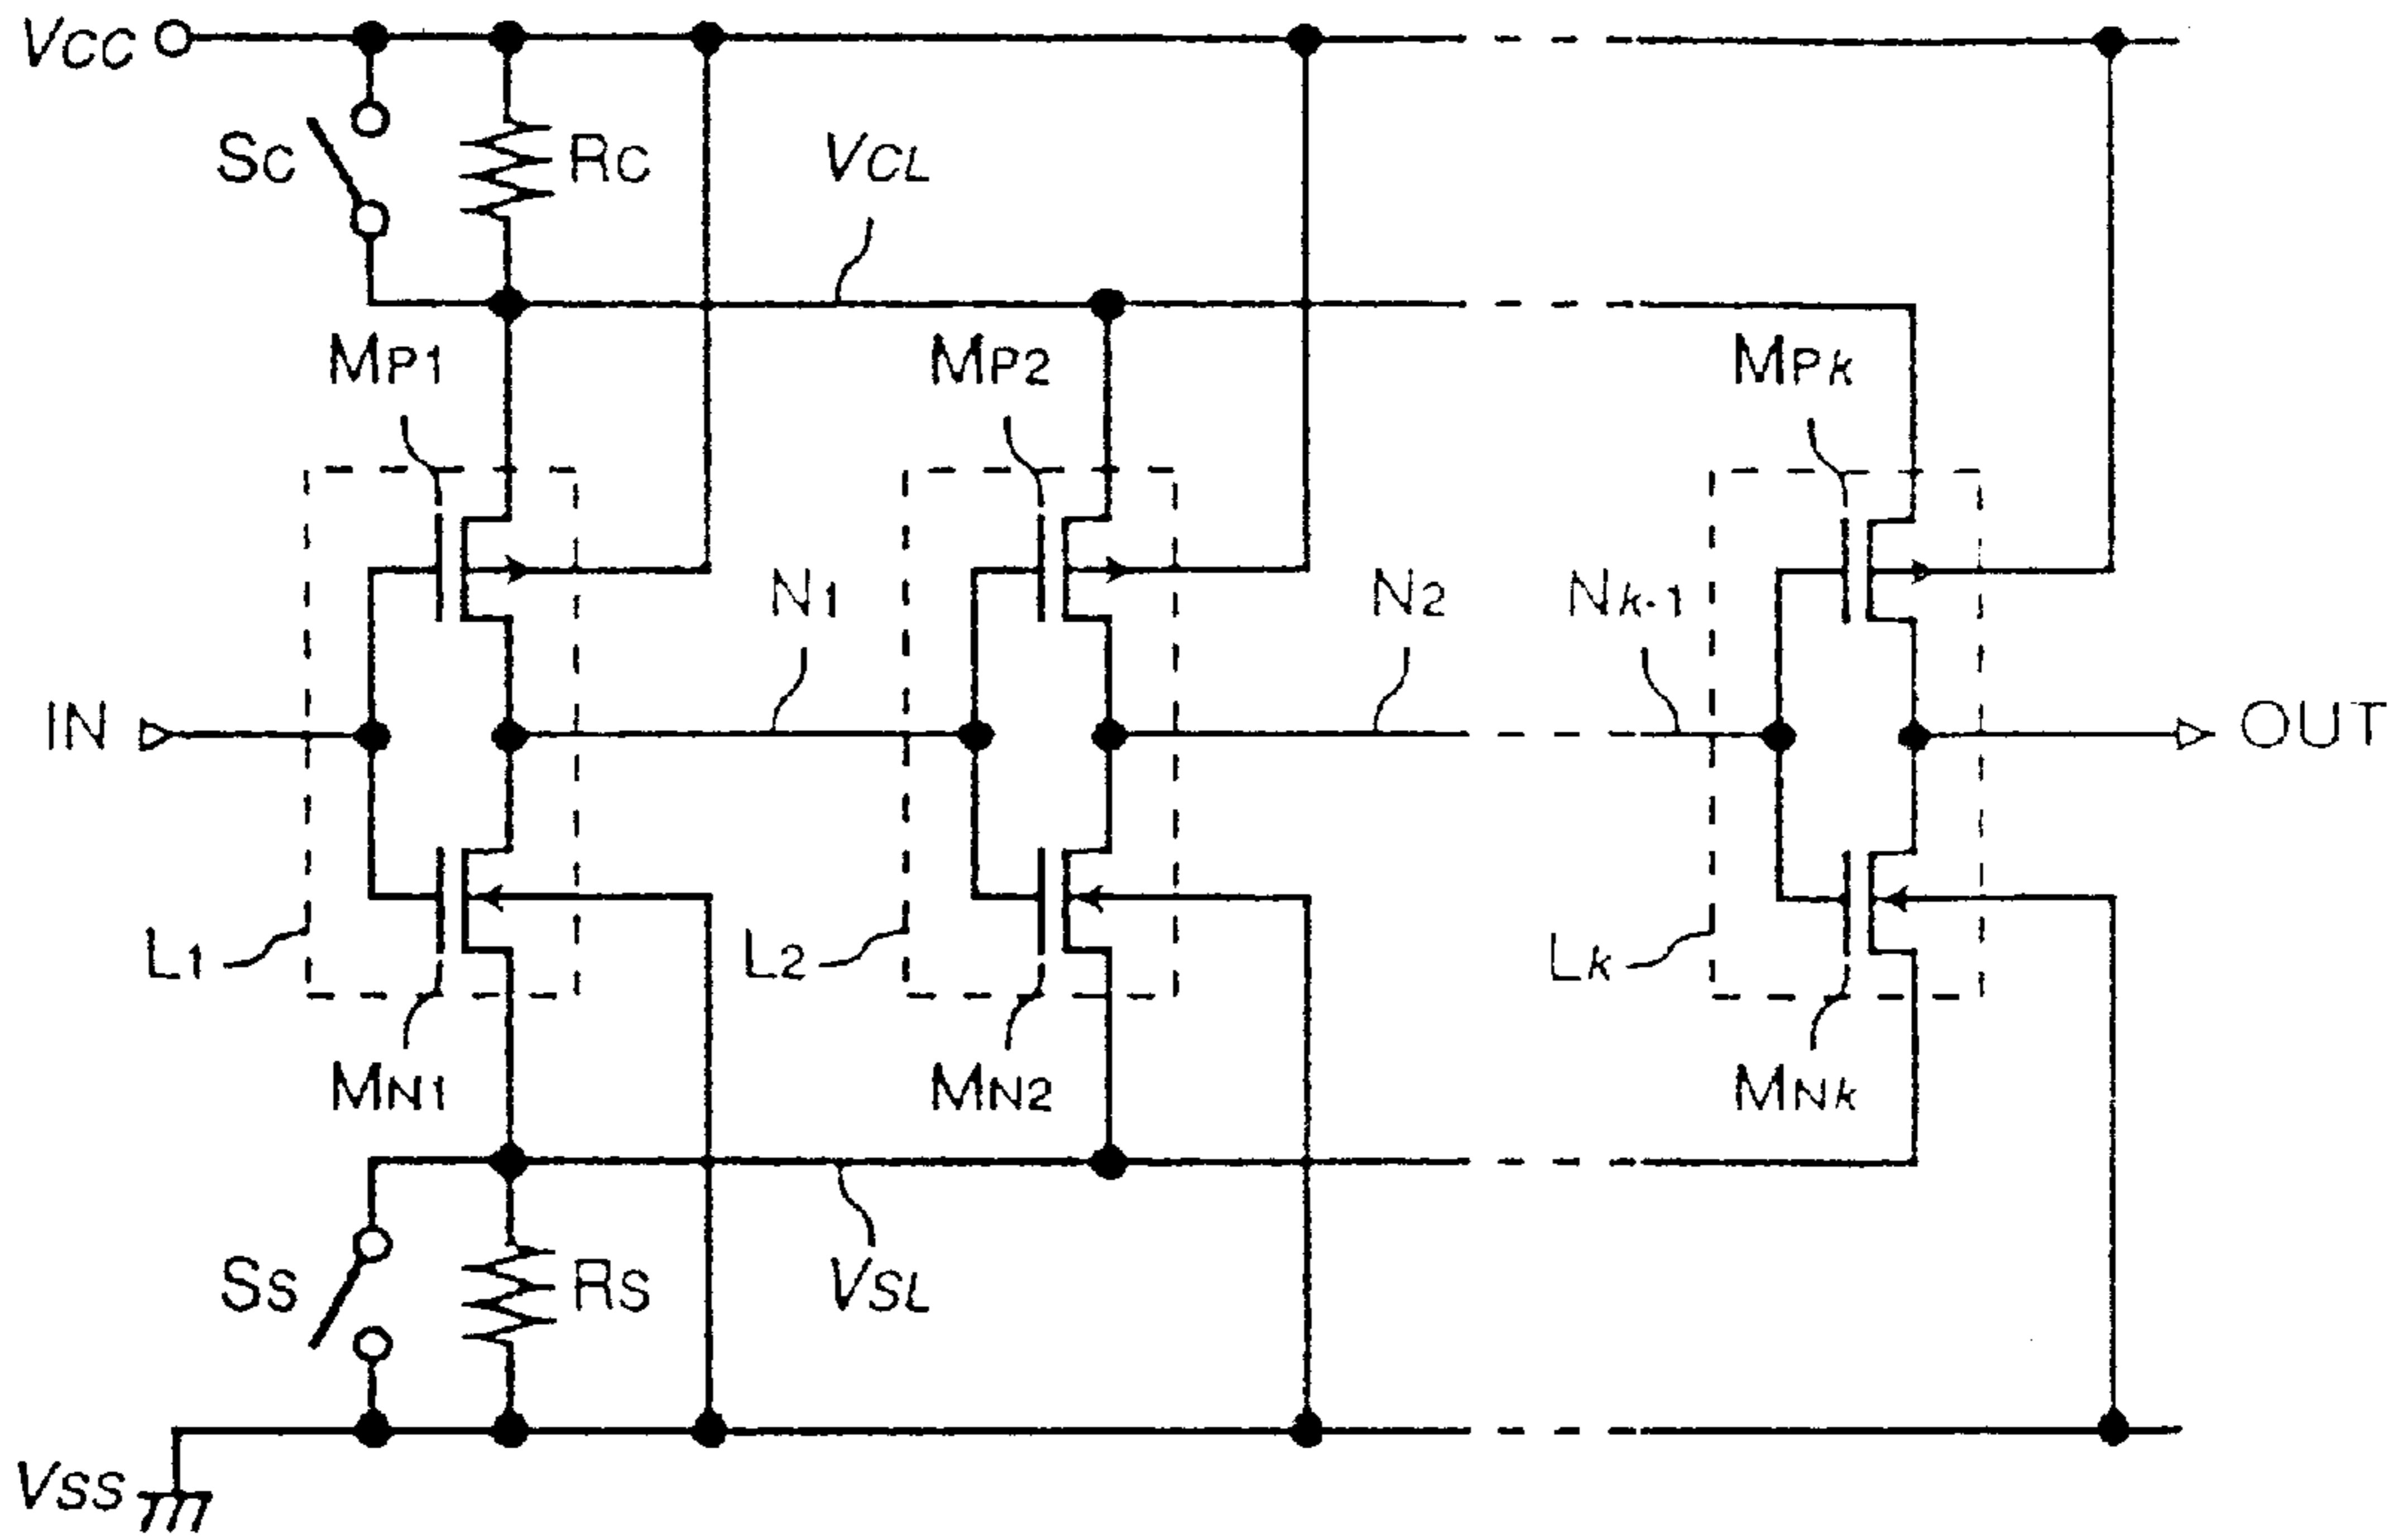 VCC
SC
RC
VCL
MP1
MP2
MPk
N1
N2
Nk-1
IN
OUT
L1
L2
Lk
MN1
MN2
MNk
SS
RS
VSL
VSS